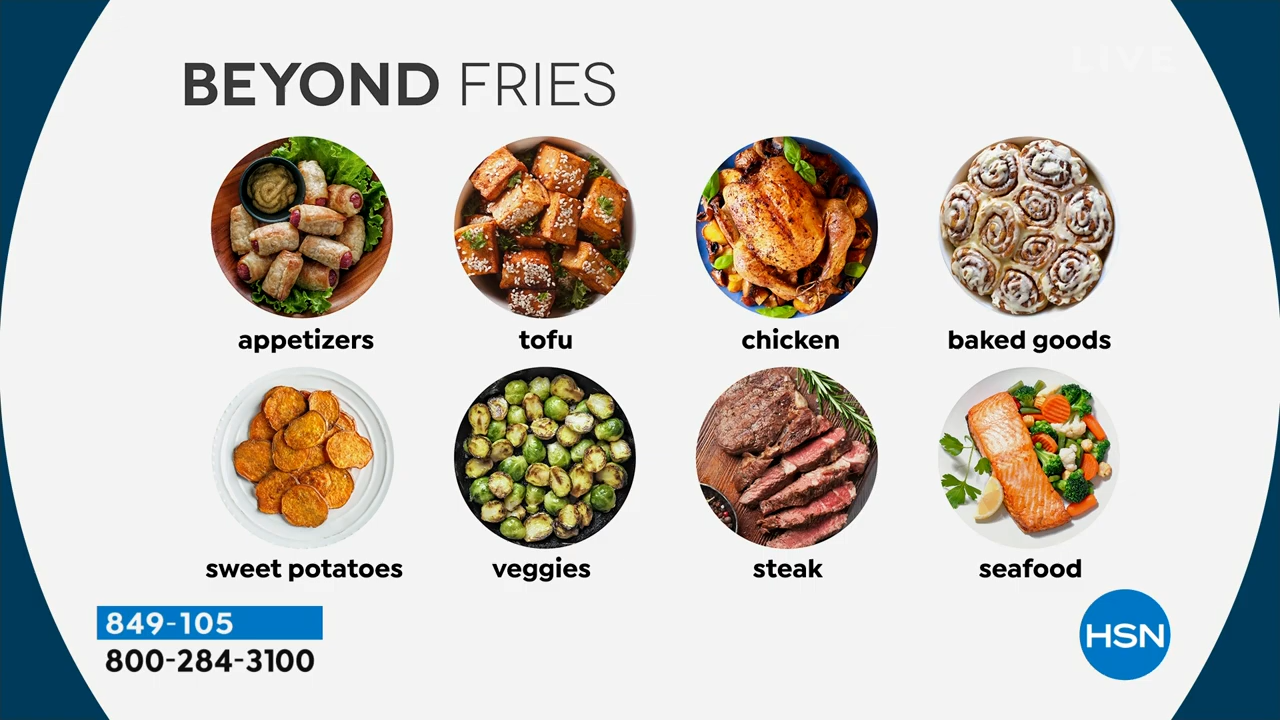 LIVE
BEYOND FRIES
appetizers
tofu
chicken
baked goods
sweet potatoes
veggies
steak
seafood
849-105
800-284-3100
HSN